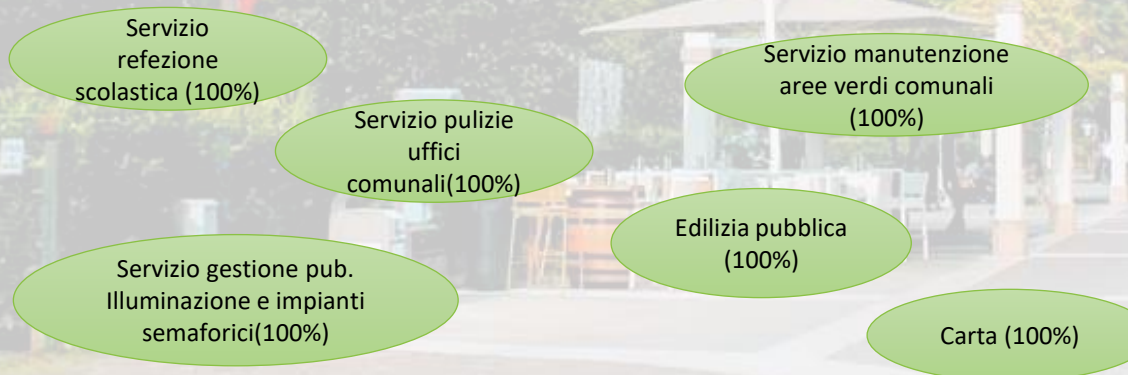 Servizio
refezione
scolastica (100%)
Servizio manutenzione
aree verdi comunali
(100%)
Servizio pulizie
uffici
comunali(100%)
Edilizia pubblica
(100%)
Servizio gestione pub.
Illuminazione e impianti
semaforici(100%)
Carta (100%)